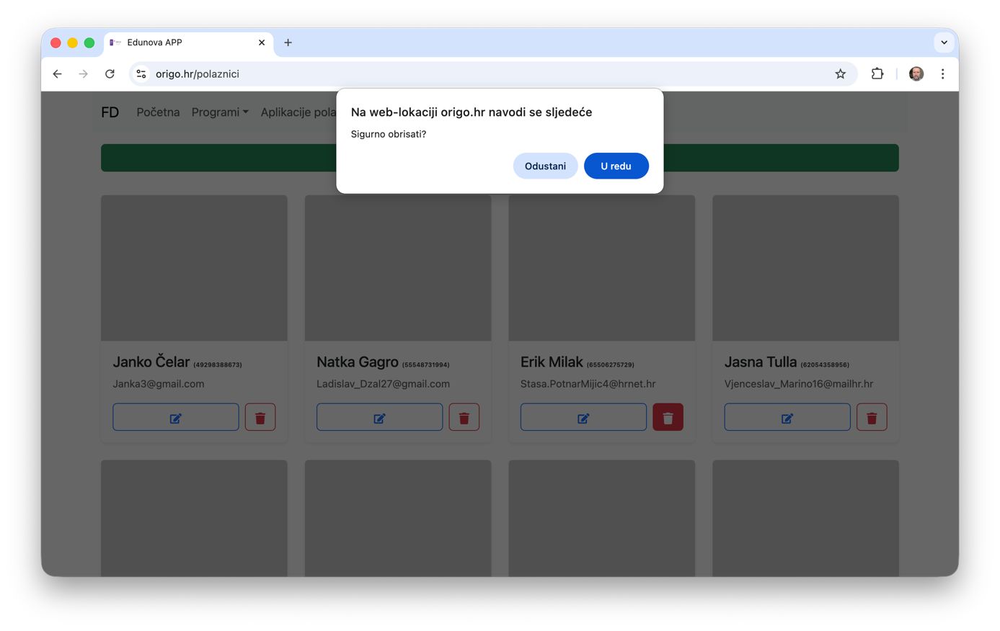 Edunova APP
origo.hr/polaznici
Na web-lokaciji origo.hr navodi se sljedeće
Sigurno obrisati?
Odustani U redu
FD Početna Programi Aplikacije pola
Janko Čelar (49298388673)
Janka3@gmail.com
Natka Gagro (55548731994)
Ladislav_Dzal27@gmail.com
Erik Milak (65506275729)
Stasa.PotnarMijic4@hrnet.hr
Jasna Tulla (62054358956)
Vjenceslav_Marino16@mailhr.hr